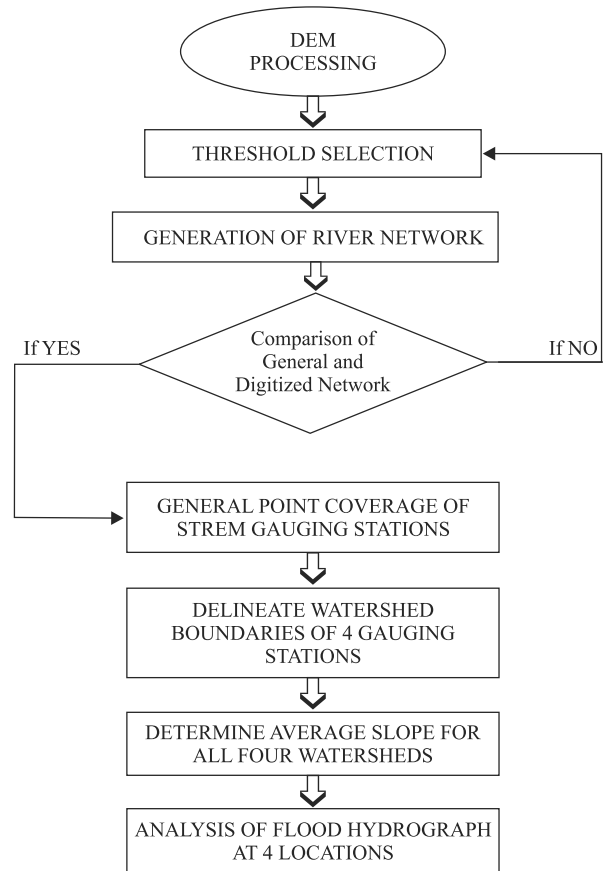 DEM
PROCESSING
THRESHOLD SELECTION
GENERATION OF RIVER NETWORK
Comparison of
General and
Digitized Network
If YES
If NO
GENERAL POINT COVERAGE OF
STREM GAUGING STATIONS
DELINEATE WATERSHED
BOUNDARIES OF 4 GAUGING
STATIONS
DETERMINE AVERAGE SLOPE FOR
ALL FOUR WATERSHEDS
ANALYSIS OF FLOOD HYDROGRAPH
AT 4 LOCATIONS